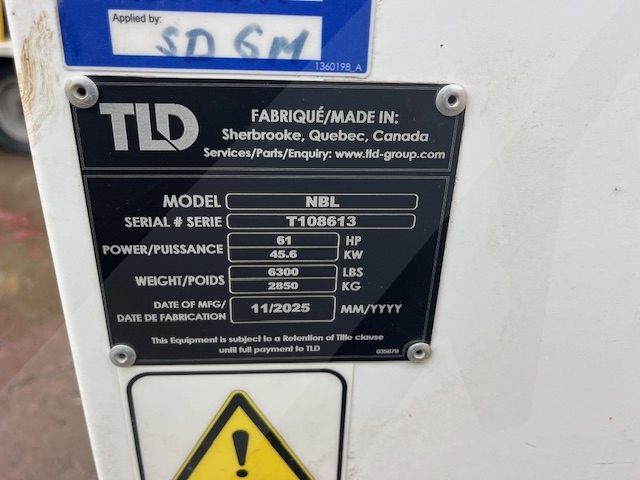 Applied by:
SD GM
1360198_A
TLD
FABRIQUÉ/MADE IN:
Sherbrooke, Quebec, Canada
Services/Parts/Enquiry: www.tld-group.com
MODEL NBL
SERIAL # SERIE T108613
POWER/PUISSANCE 61 HP
45.6 KW
WEIGHT/POIDS 6300 LBS
2850 KG
DATE OF MFG/
DATE DE FABRICATION 11/2025 MM/YYYY
This Equipment is subject to a Retention of Title clause
until full payment to TLD
035879